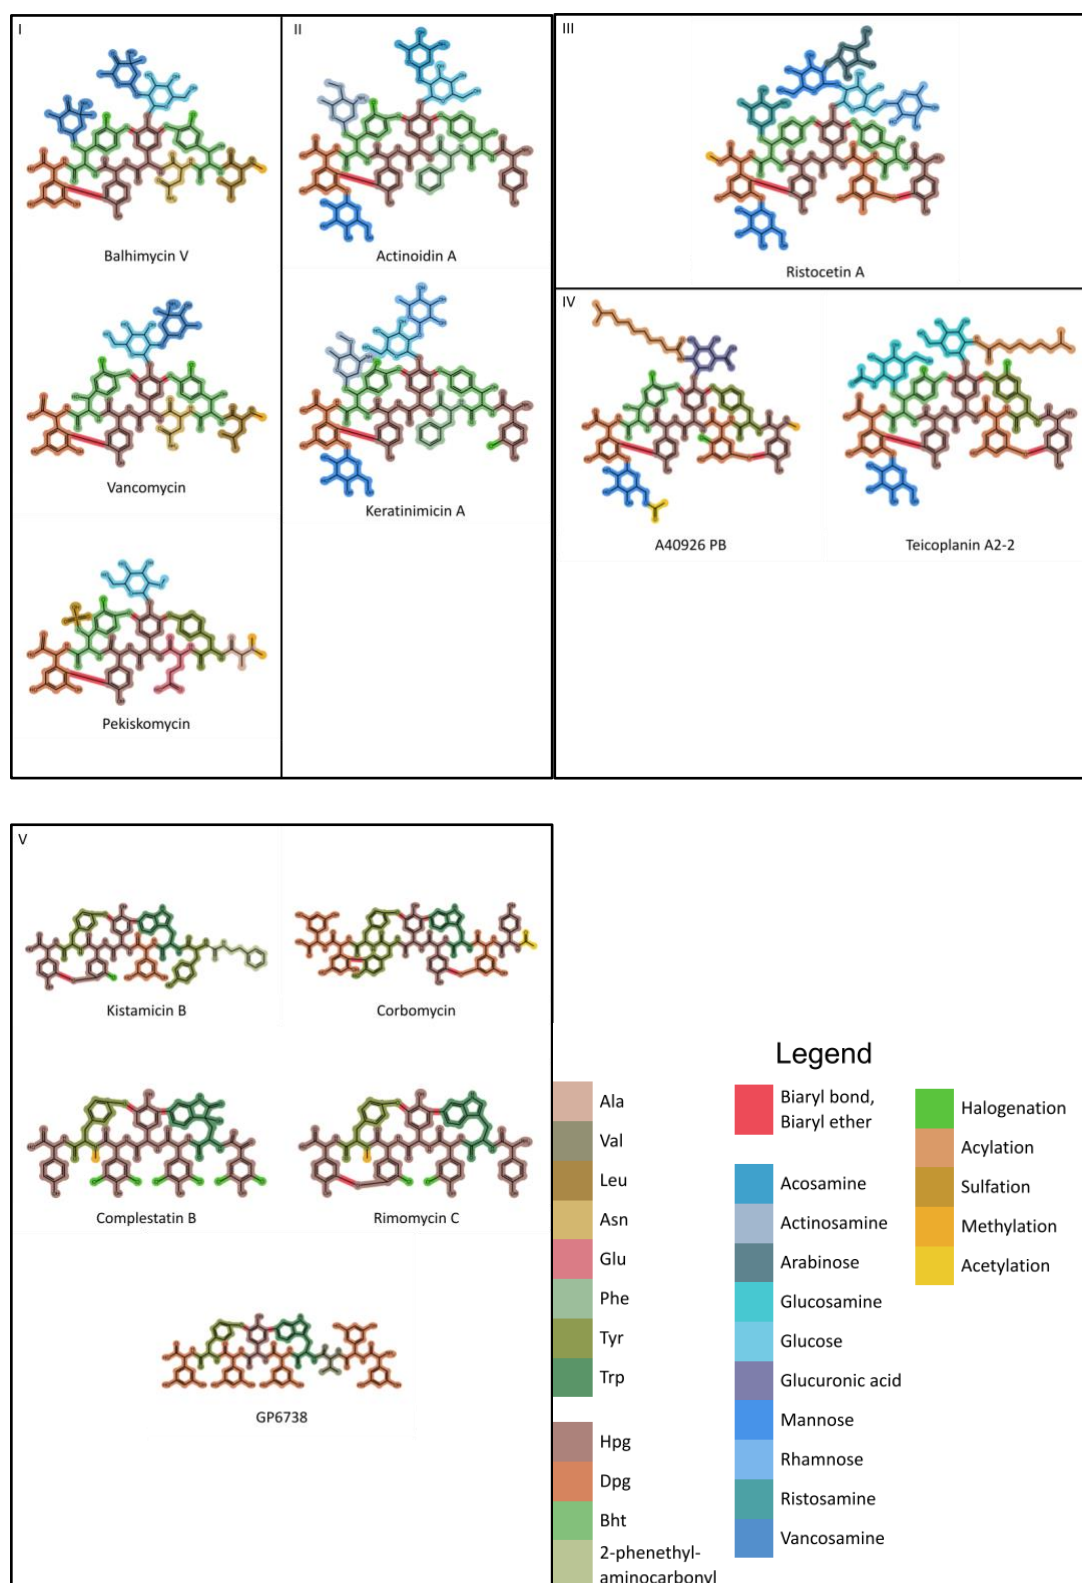 I
II
III
Balhimycin V
Actinoidin A
Ristocetin A
IV
Vancomycin
Keratinimicin A
A40926 PB
Teicoplanin A2-2
Pekiskomycin
V
Kistamicin B
Corbomycin
Complestatin B
Rimomycin C
GP6738
Legend
Ala
Val
Leu
Asn
Glu
Phe
Tyr
Trp
Hpg
Dpg
Bht
2-phenethyl-
aminocarbonyl
Biaryl bond,
Biaryl ether
Acosamine
Actinosamine
Arabinose
Glucosamine
Glucose
Glucuronic acid
Mannose
Rhamnose
Ristosamine
Vancosamine
Halogenation
Acylation
Sulfation
Methylation
Acetylation